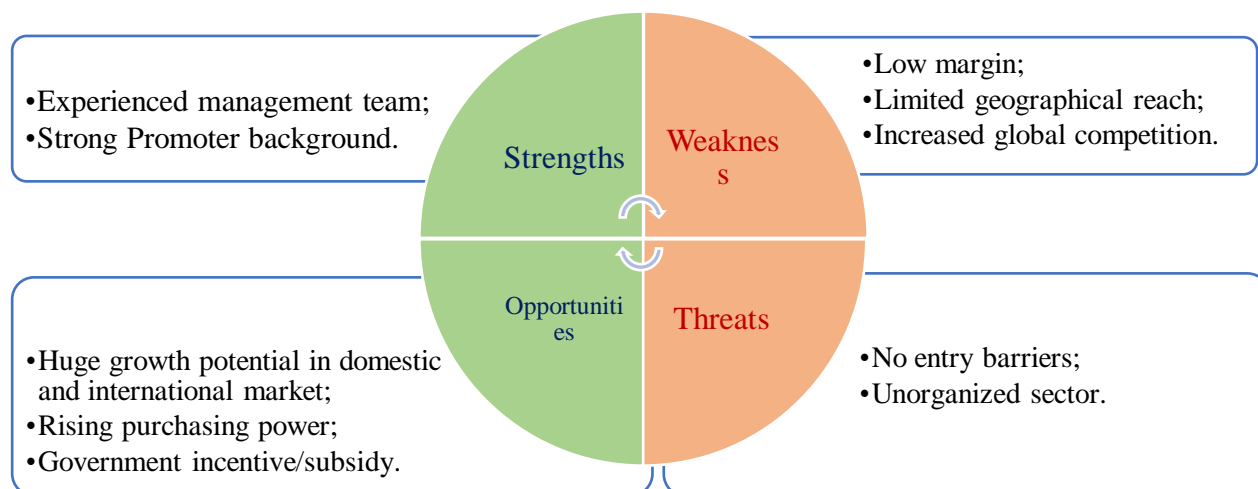 •Experienced management team;
•Strong Promoter background.
Strengths
Weaknes
s
•Low margin;
•Limited geographical reach;
•Increased global competition.
•Huge growth potential in domestic
and international market;
•Rising purchasing power;
•Government incentive/subsidy.
Opportuniti
es
Threats
•No entry barriers;
•Unorganized sector.